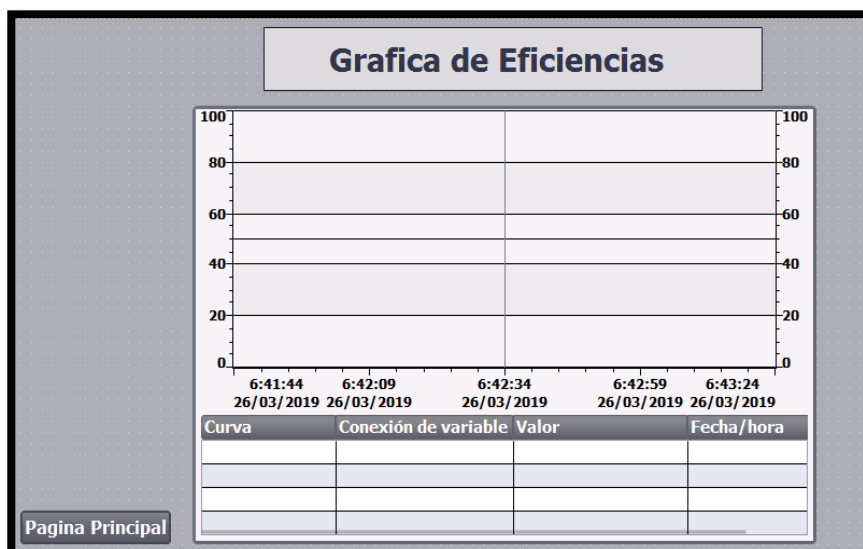 Grafica de Eficiencias
100 100
80 80
60 60
40 40
20 20
0 0
6:41:44 6:42:09 6:42:34 6:42:59 6:43:24
26/03/2019 26/03/2019 26/03/2019 26/03/2019 26/03/2019
Curva Conexión de variable Valor Fecha/hora
Pagina Principal